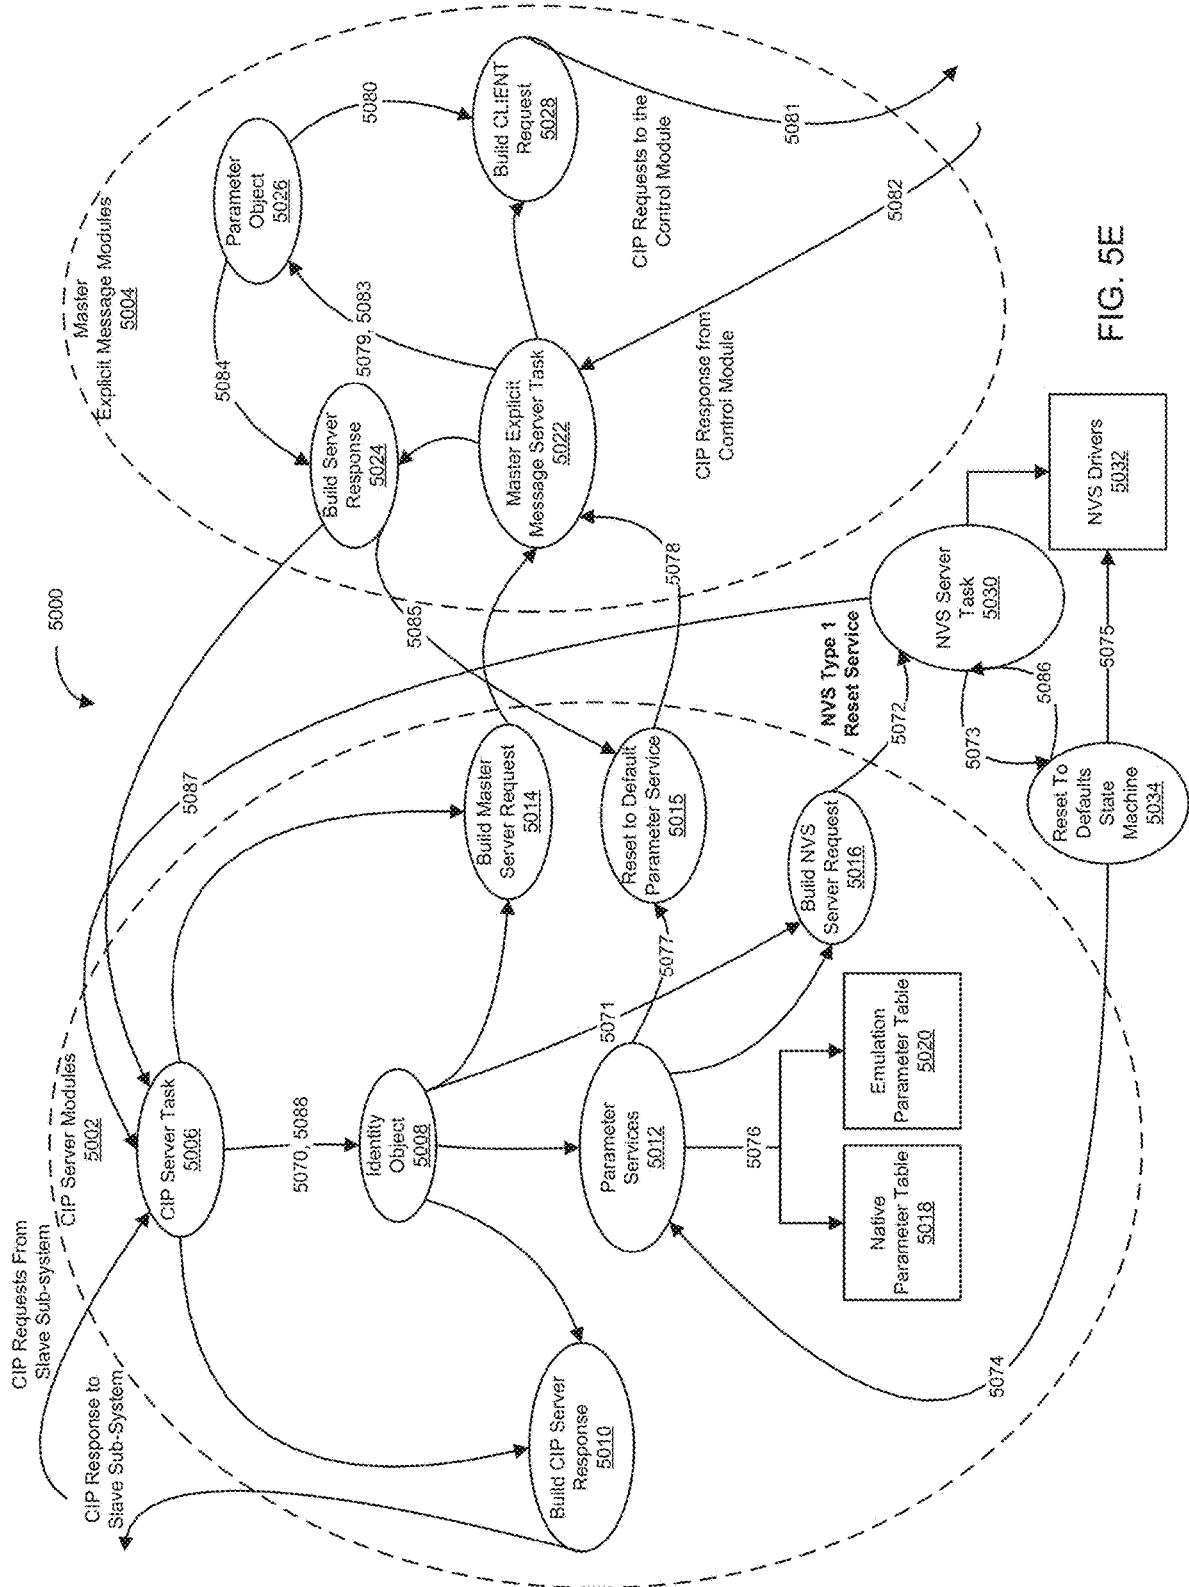 CIP Requests From
Slave Sub-system
CIP Response to
Slave Sub-System
CIP Server Modules
5002
CIP Server Task
5006
5087
5000
5070, 5088
Identity
Object
5008
Build CIP Server
Response
5010
Parameter
Services
5012
5071
5076
5077
Native
Parameter Table
5018
Emulation
Parameter Table
5020
Build Master
Server Request
5014
Reset to Default
Parameter Service
5015
Build NVS
Server Request
5016
5074
Master
Explicit Message Modules
5004
5084
Build Server
Response
5024
5079, 5083
Parameter
Object
5026
5080
Build CLIENT
Request
5028
5085
Master Explicit
Message Server Task
5022
5078
CIP Requests to the
Control Module
5081
CIP Response from
Control Module
5082
NVS Type 1
Reset Service
5072
NVS Server
Task
5030
5073
5086
5075
Reset To
Defaults
State
Machine
5034
NVS Drivers
5032
FIG. 5E